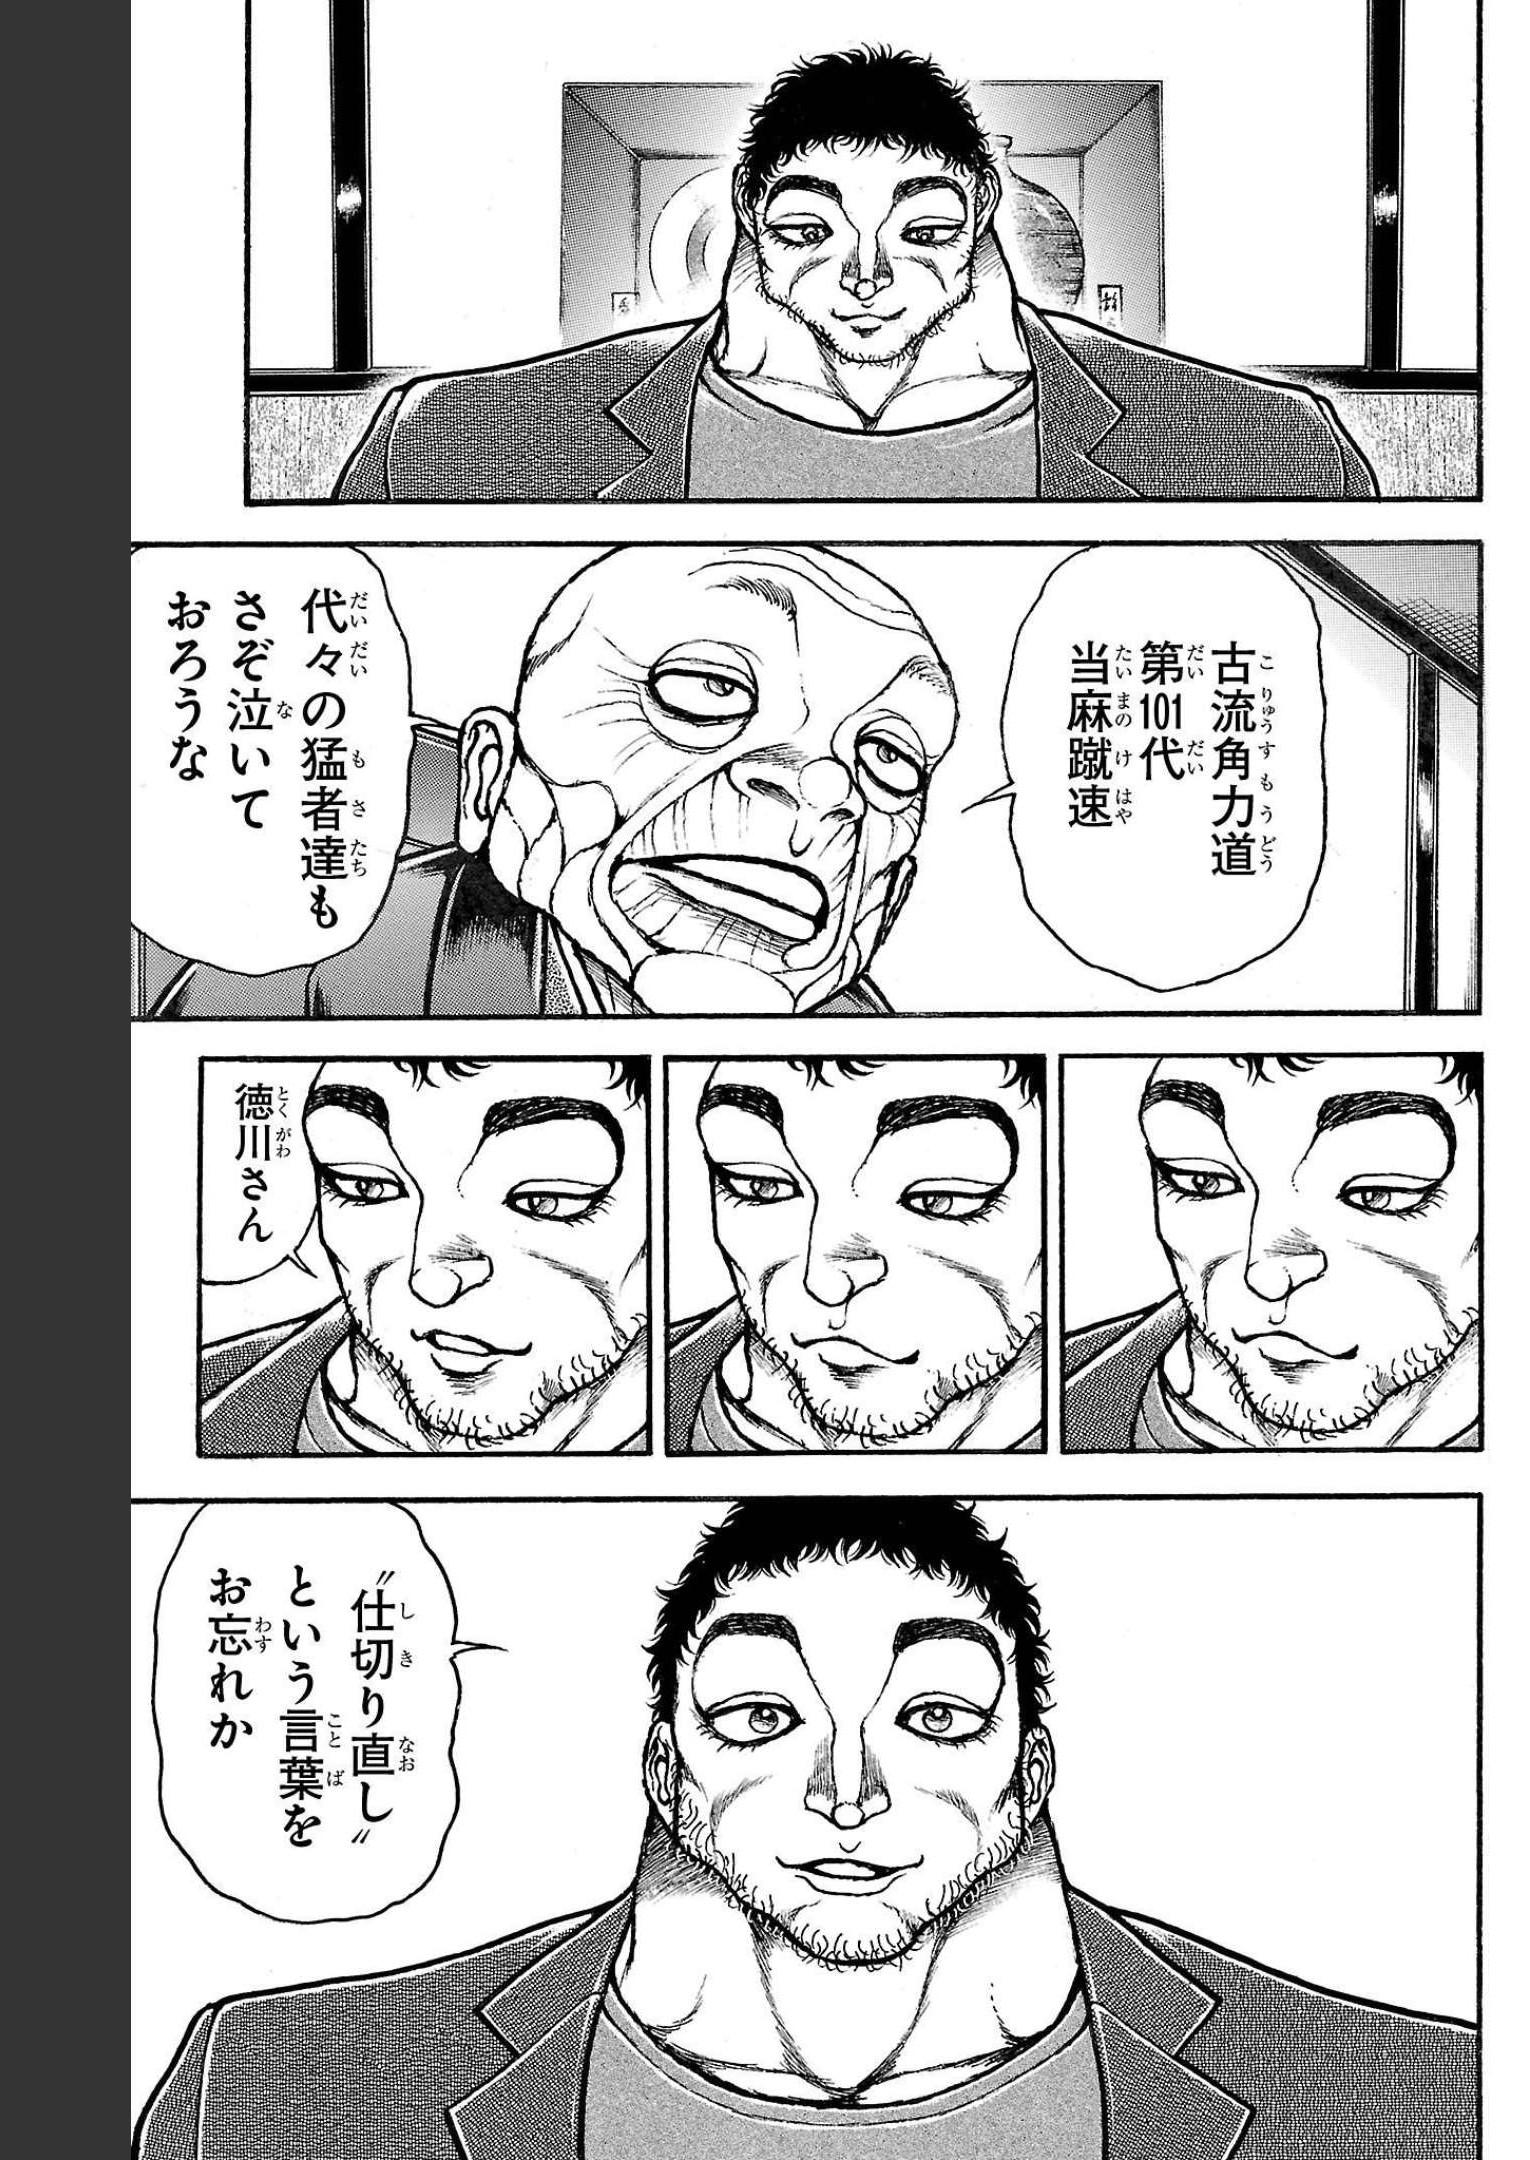 古流角力道
第101代
当麻蹴速
代々の猛者達も
さぞ泣いて
おろうな
徳川さん
〝仕切り直し〟
という言葉を
お忘れか